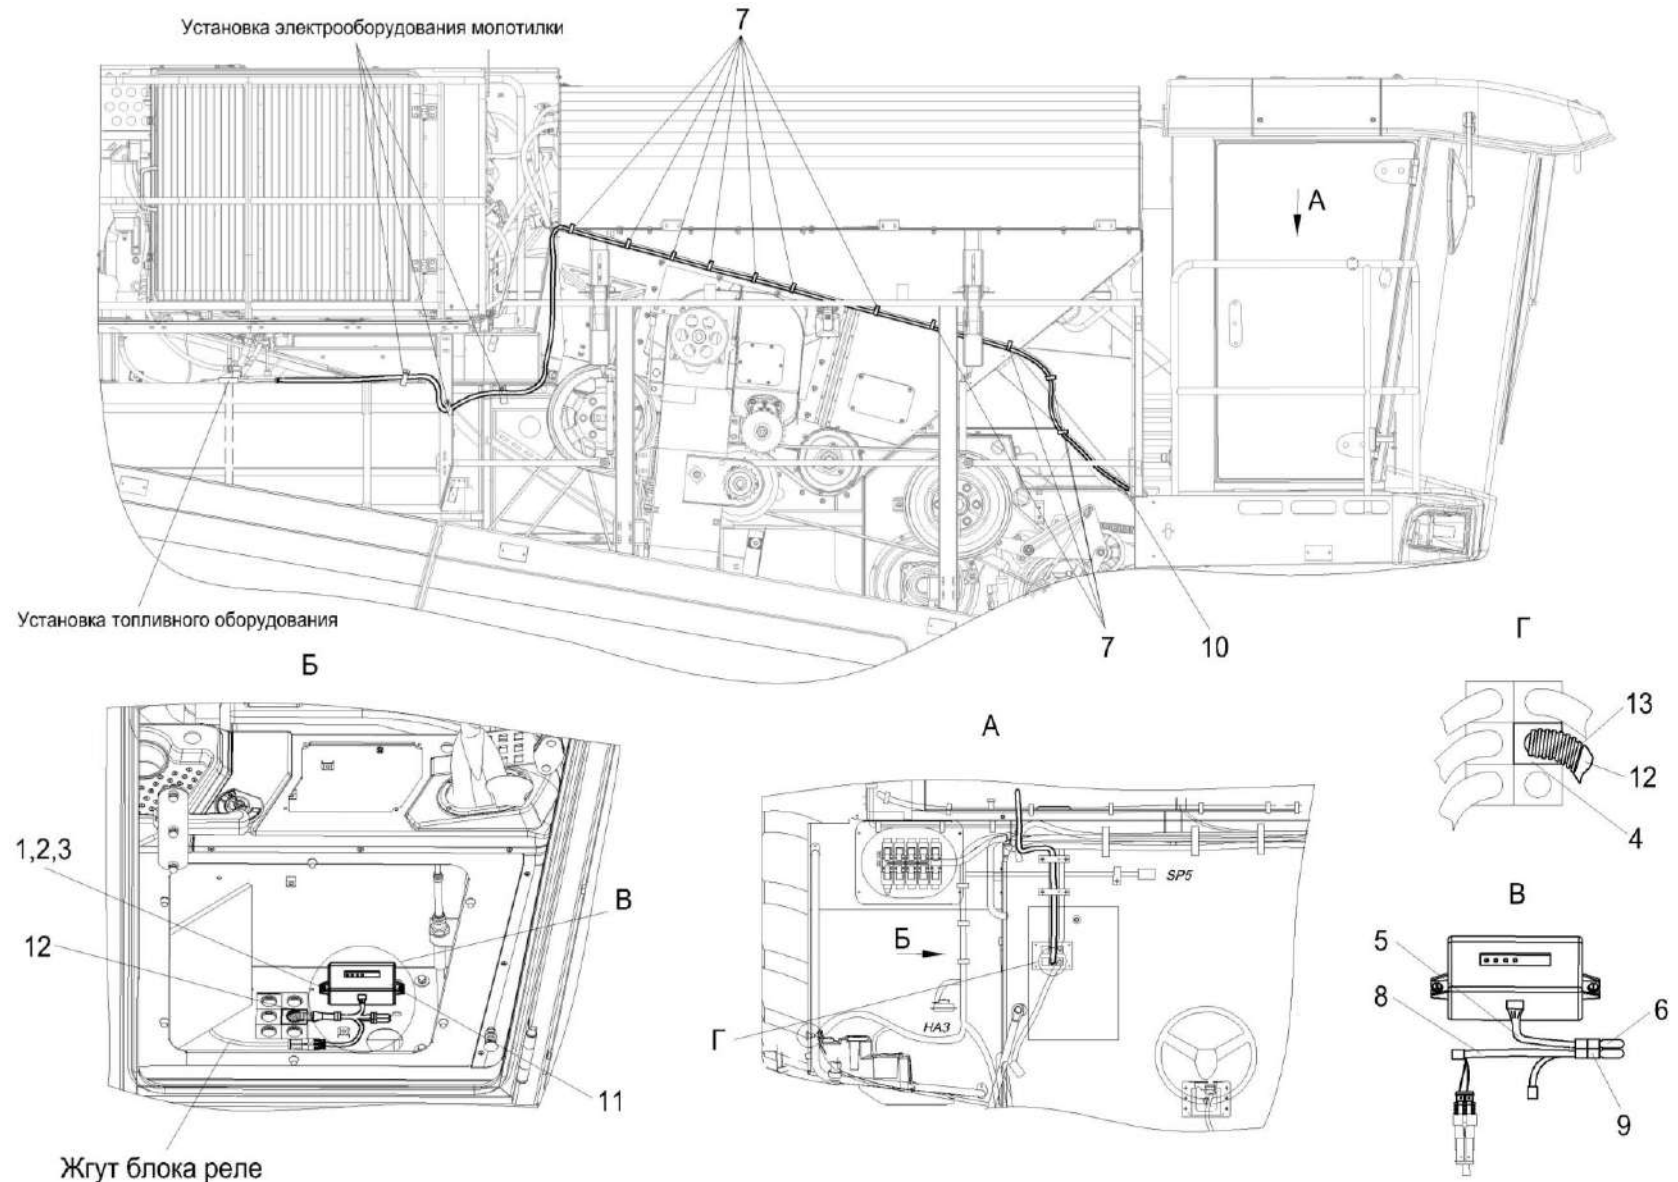 Установка электрооборудования молотилки
7
А
Установка топливного оборудования
7
10
Г
Б
13
12
4
А
1,2,3
В
12
11
Жгут блока реле
SP5
Б
НА3
Г
В
5
8
6
9